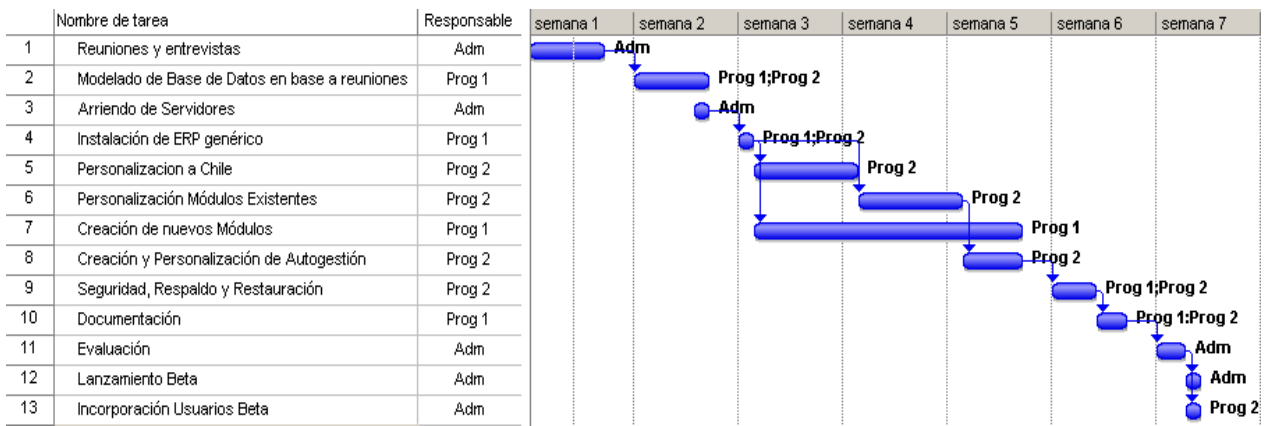 Nombre de tarea Responsable semana 1 semana 2 semana 3 semana 4 semana 5 semana 6 semana 7
1 Reuniones y entrevistas Adm Adm
2 Modelado de Base de Datos en base a reuniones Prog 1 Prog 1;Prog 2
3 Arriendo de Servidores Adm Adm
4 Instalación de ERP genérico Prog 1 Prog 1;Prog 2
5 Personalizacion a Chile Prog 2 Prog 2
6 Personalización Módulos Existentes Prog 2 Prog 2
7 Creación de nuevos Módulos Prog 1 Prog 1
8 Creación y Personalización de Autogestión Prog 2 Prog 2
9 Seguridad, Respaldo y Restauración Prog 2 Prog 1;Prog 2
10 Documentación Prog 1 Prog 1:Prog 2
11 Evaluación Adm Adm
12 Lanzamiento Beta Adm Adm
13 Incorporación Usuarios Beta Adm Prog 2